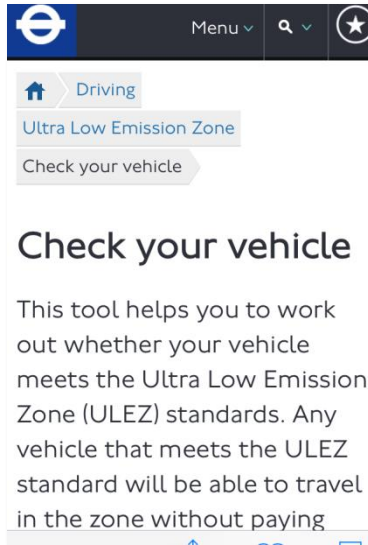 Menu
Driving
Ultra Low Emission Zone
Check your vehicle
Check your vehicle
This tool helps you to work
out whether your vehicle
meets the Ultra Low Emission
Zone (ULEZ) standards. Any
vehicle that meets the ULEZ
standard will be able to travel
in the zone without paying